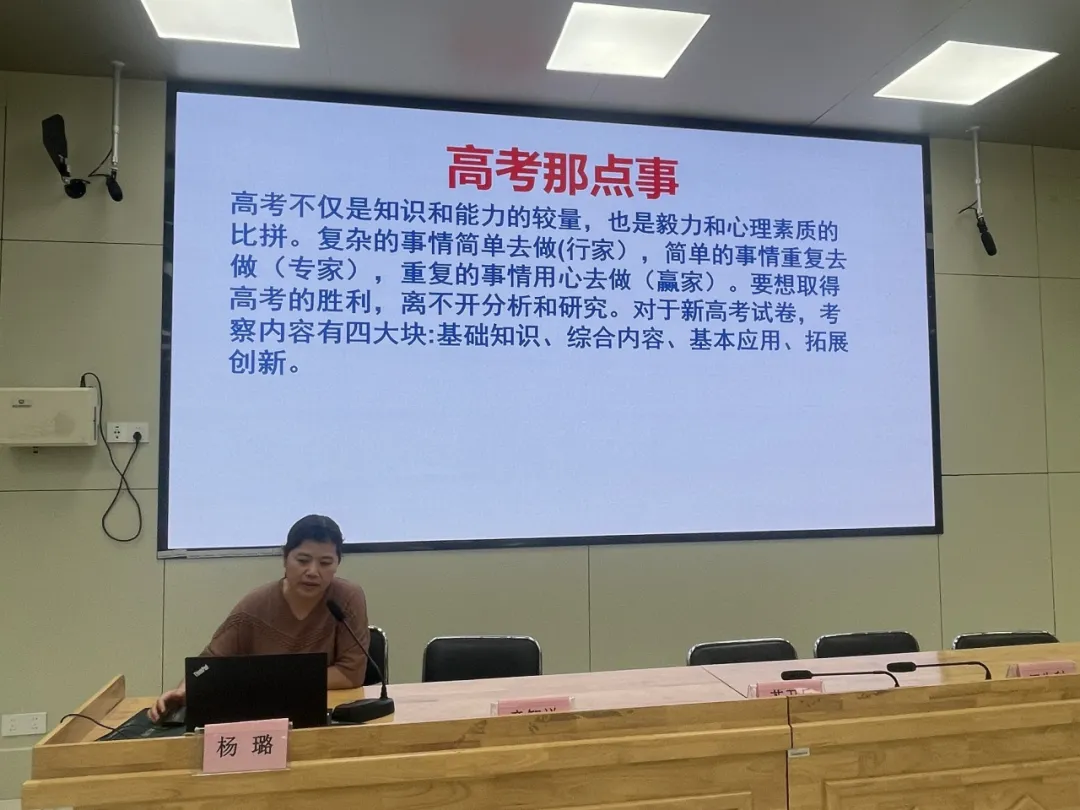 高考那点事
高考不仅是知识和能力的较量，也是毅力和心理素质的
比拼。复杂的事情简单去做(行家），简单的事情重复去
做（专家），重复的事情用心去做（赢家）。要想取得
高考的胜利，离不开分析和研究。对于新高考试卷，考
察内容有四大块:基础知识、综合内容、基本应用、拓展
创新。
ThinkPad
杨 璐